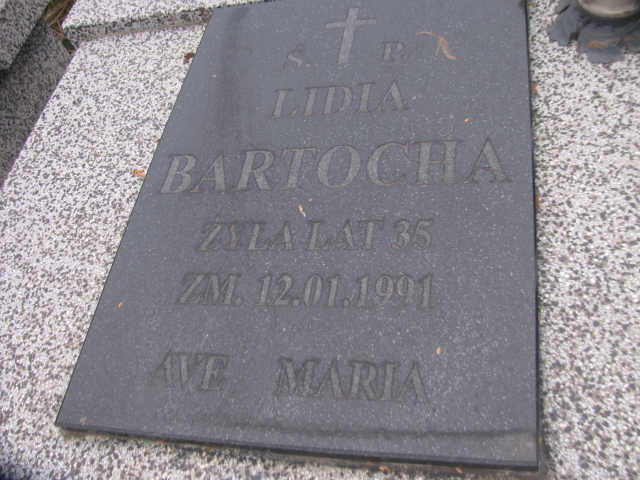 Ś. P.
LIDIA
BARTOCHA
ŻYŁA LAT 35
ZM. 12.01.1991
AVE MARIA